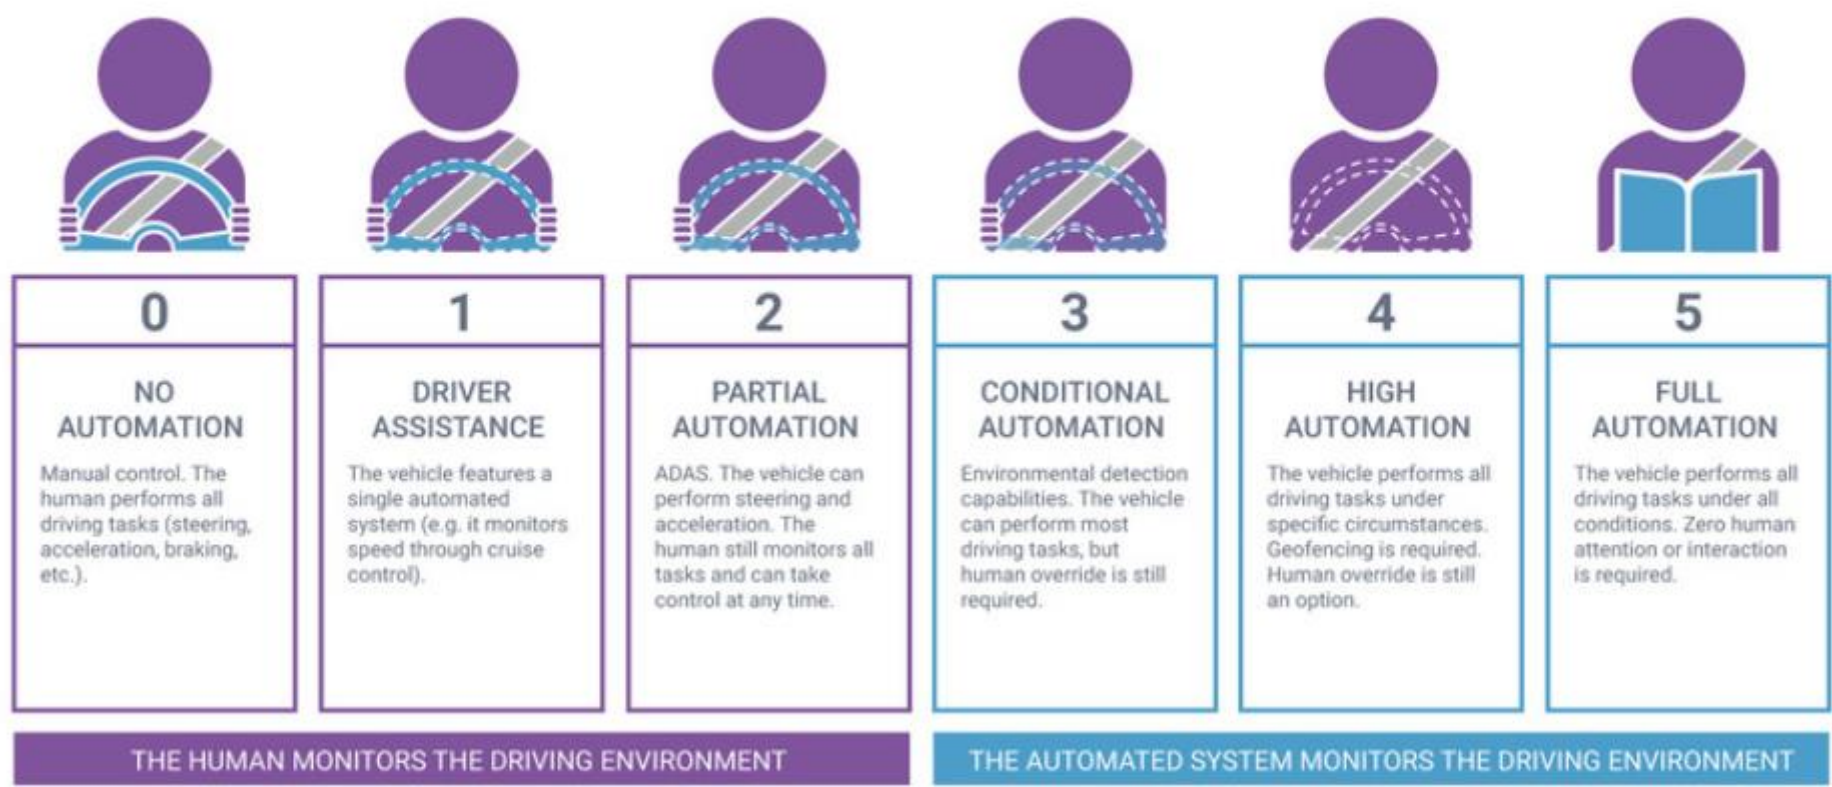 0
NO
AUTOMATION
Manual control. The
human performs all
driving tasks (steering,
acceleration, braking,
etc.).
1
DRIVER
ASSISTANCE
The vehicle features a
single automated
system (e.g. it monitors
speed through cruise
control).
2
PARTIAL
AUTOMATION
ADAS. The vehicle can
perform steering and
acceleration. The
human still monitors all
tasks and can take
control at any time.
3
CONDITIONAL
AUTOMATION
Environmental detection
capabilities. The vehicle
can perform most
driving tasks, but
human override is still
required.
4
HIGH
AUTOMATION
The vehicle performs all
driving tasks under
specific circumstances.
Geofencing is required.
Human override is still
an option.
5
FULL
AUTOMATION
The vehicle performs all
driving tasks under all
conditions. Zero human
attention or interaction
is required.
THE HUMAN MONITORS THE DRIVING ENVIRONMENT
THE AUTOMATED SYSTEM MONITORS THE DRIVING ENVIRONMENT